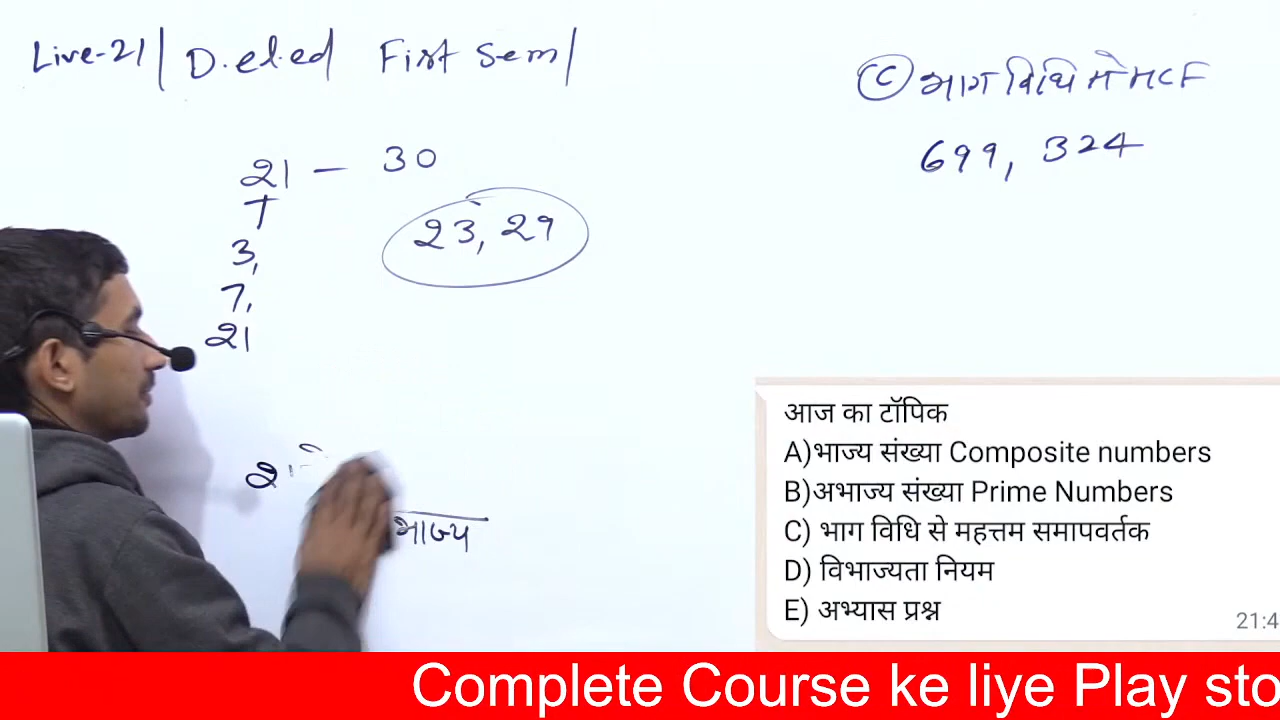 Live-21 | D.el.ed First Sem |
21 – 30
1
3,
7,
21
23, 29
(C) भाग विधि से HCF
699, 324
भाज्य
आज का टॉपिक
A)भाज्य संख्या Composite numbers
B)अभाज्य संख्या Prime Numbers
C) भाग विधि से महत्तम समापवर्तक
D) विभाज्यता नियम
E) अभ्यास प्रश्न
21:4
Complete Course ke liye Play sto